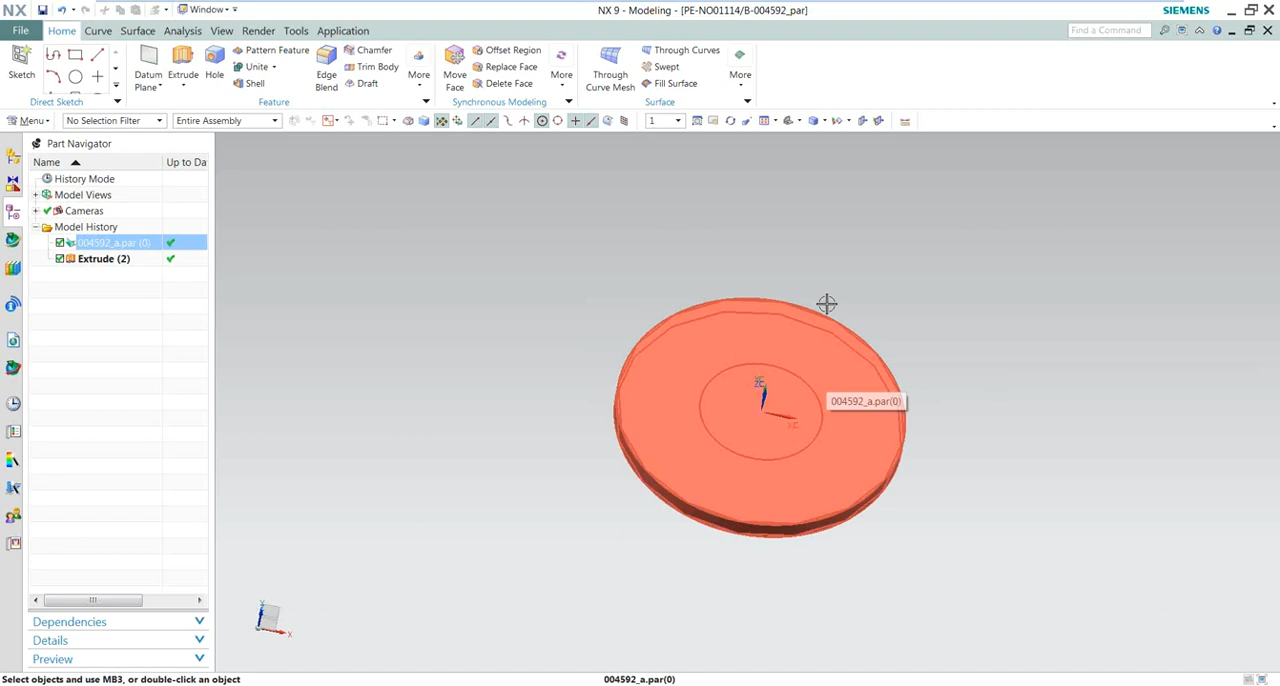 NX Window NX 9 - Modeling - [PE-NO01114/B-004592_par] SIEMENS
File Home Curve Surface Analysis View Render Tools Application Find a Command
Sketch
Direct Sketch
Datum Plane Extrude Hole
Pattern Feature
Unite
Shell
Edge Blend
Chamfer
Trim Body
Draft
More
Feature
Move Face
Offset Region
Replace Face
Delete Face
More
Synchronous Modeling
Through Curve Mesh
Through Curves
Swept
Fill Surface
More
Surface
Menu No Selection Filter Entire Assembly 1
Part Navigator
Name Up to Da
History Mode
Model Views
Cameras
Model History
004592_a.par (0)
Extrude (2)
004592_a.par(0)
ZC
XC
X
Dependencies
Details
Preview
Select objects and use MB3, or double-click an object 004592_a.par(0)